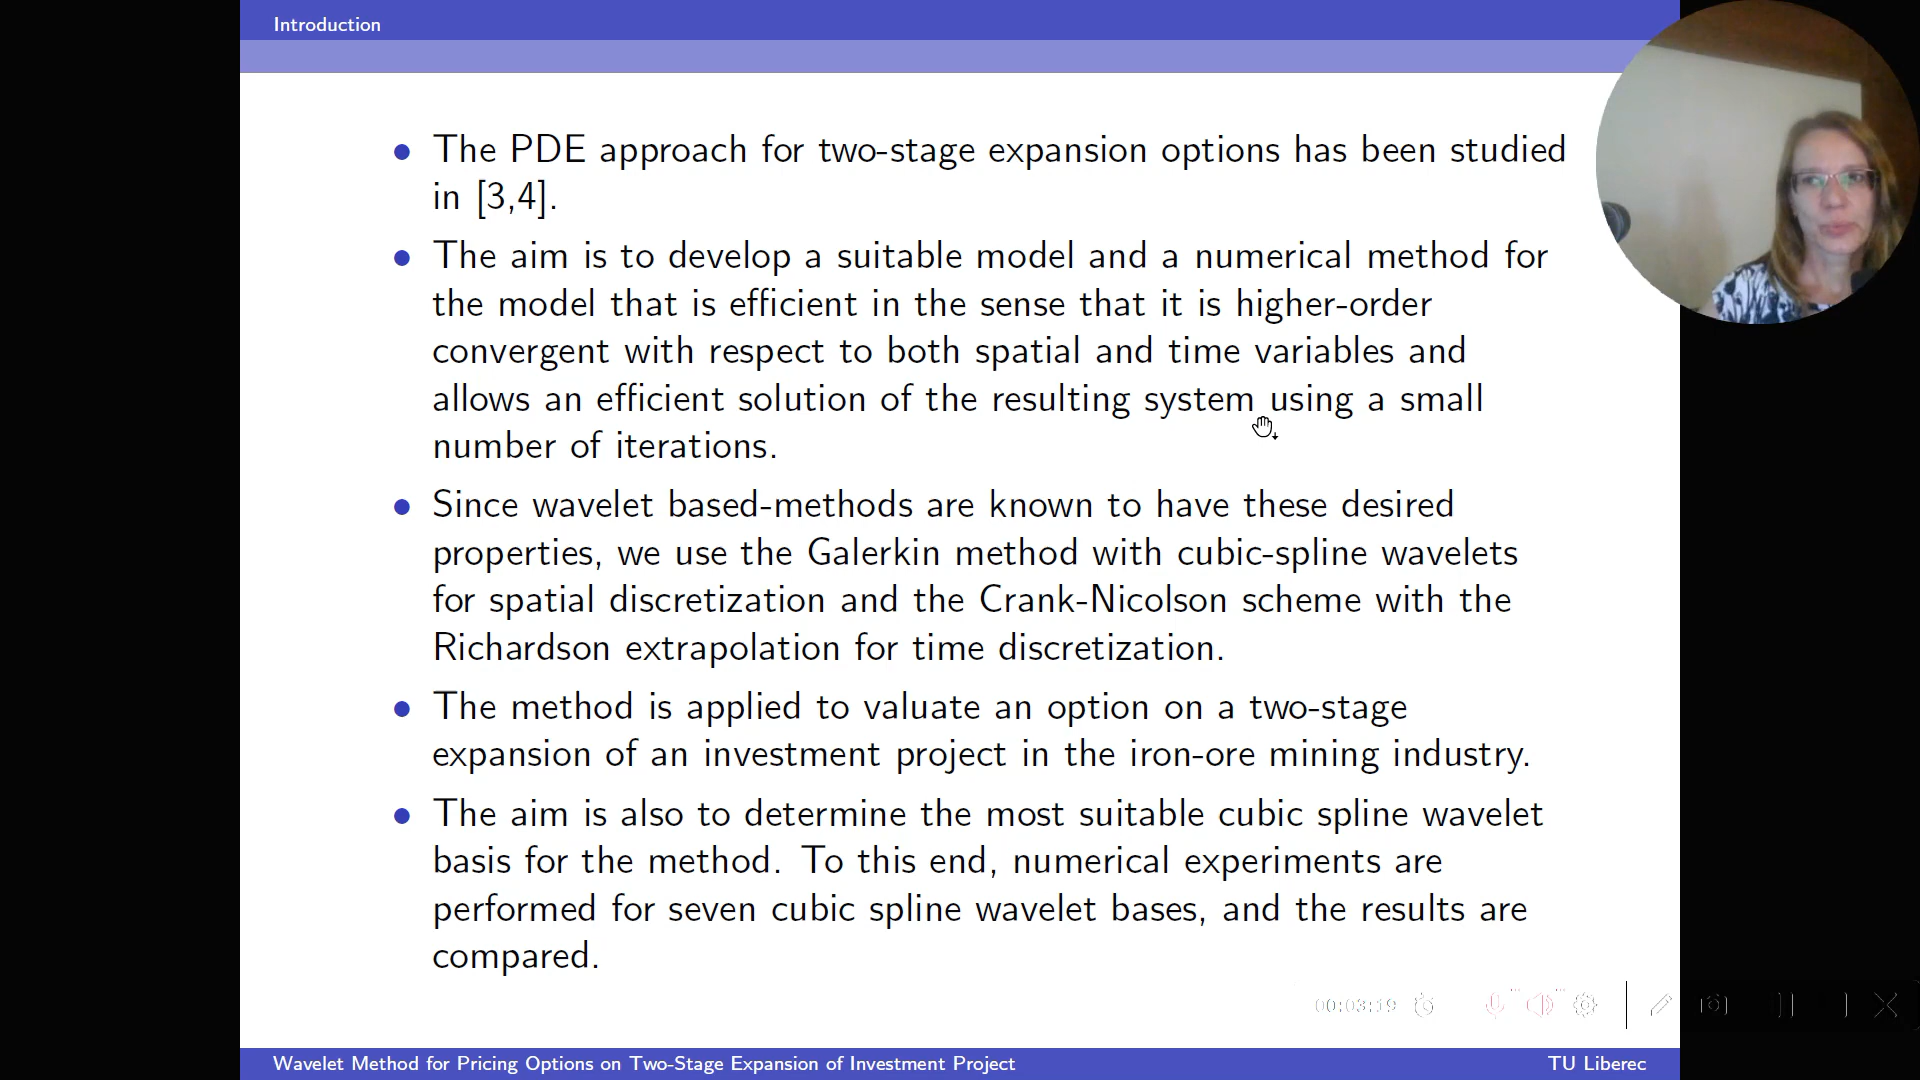 Introduction
• The PDE approach for two-stage expansion options has been studied
in [3,4].
• The aim is to develop a suitable model and a numerical method for
the model that is efficient in the sense that it is higher-order
convergent with respect to both spatial and time variables and
allows an efficient solution of the resulting system using a small
number of iterations.
• Since wavelet based-methods are known to have these desired
properties, we use the Galerkin method with cubic-spline wavelets
for spatial discretization and the Crank-Nicolson scheme with the
Richardson extrapolation for time discretization.
• The method is applied to valuate an option on a two-stage
expansion of an investment project in the iron-ore mining industry.
• The aim is also to determine the most suitable cubic spline wavelet
basis for the method. To this end, numerical experiments are
performed for seven cubic spline wavelet bases, and the results are
compared.
00:03:19
Wavelet Method for Pricing Options on Two-Stage Expansion of Investment Project
TU Liberec